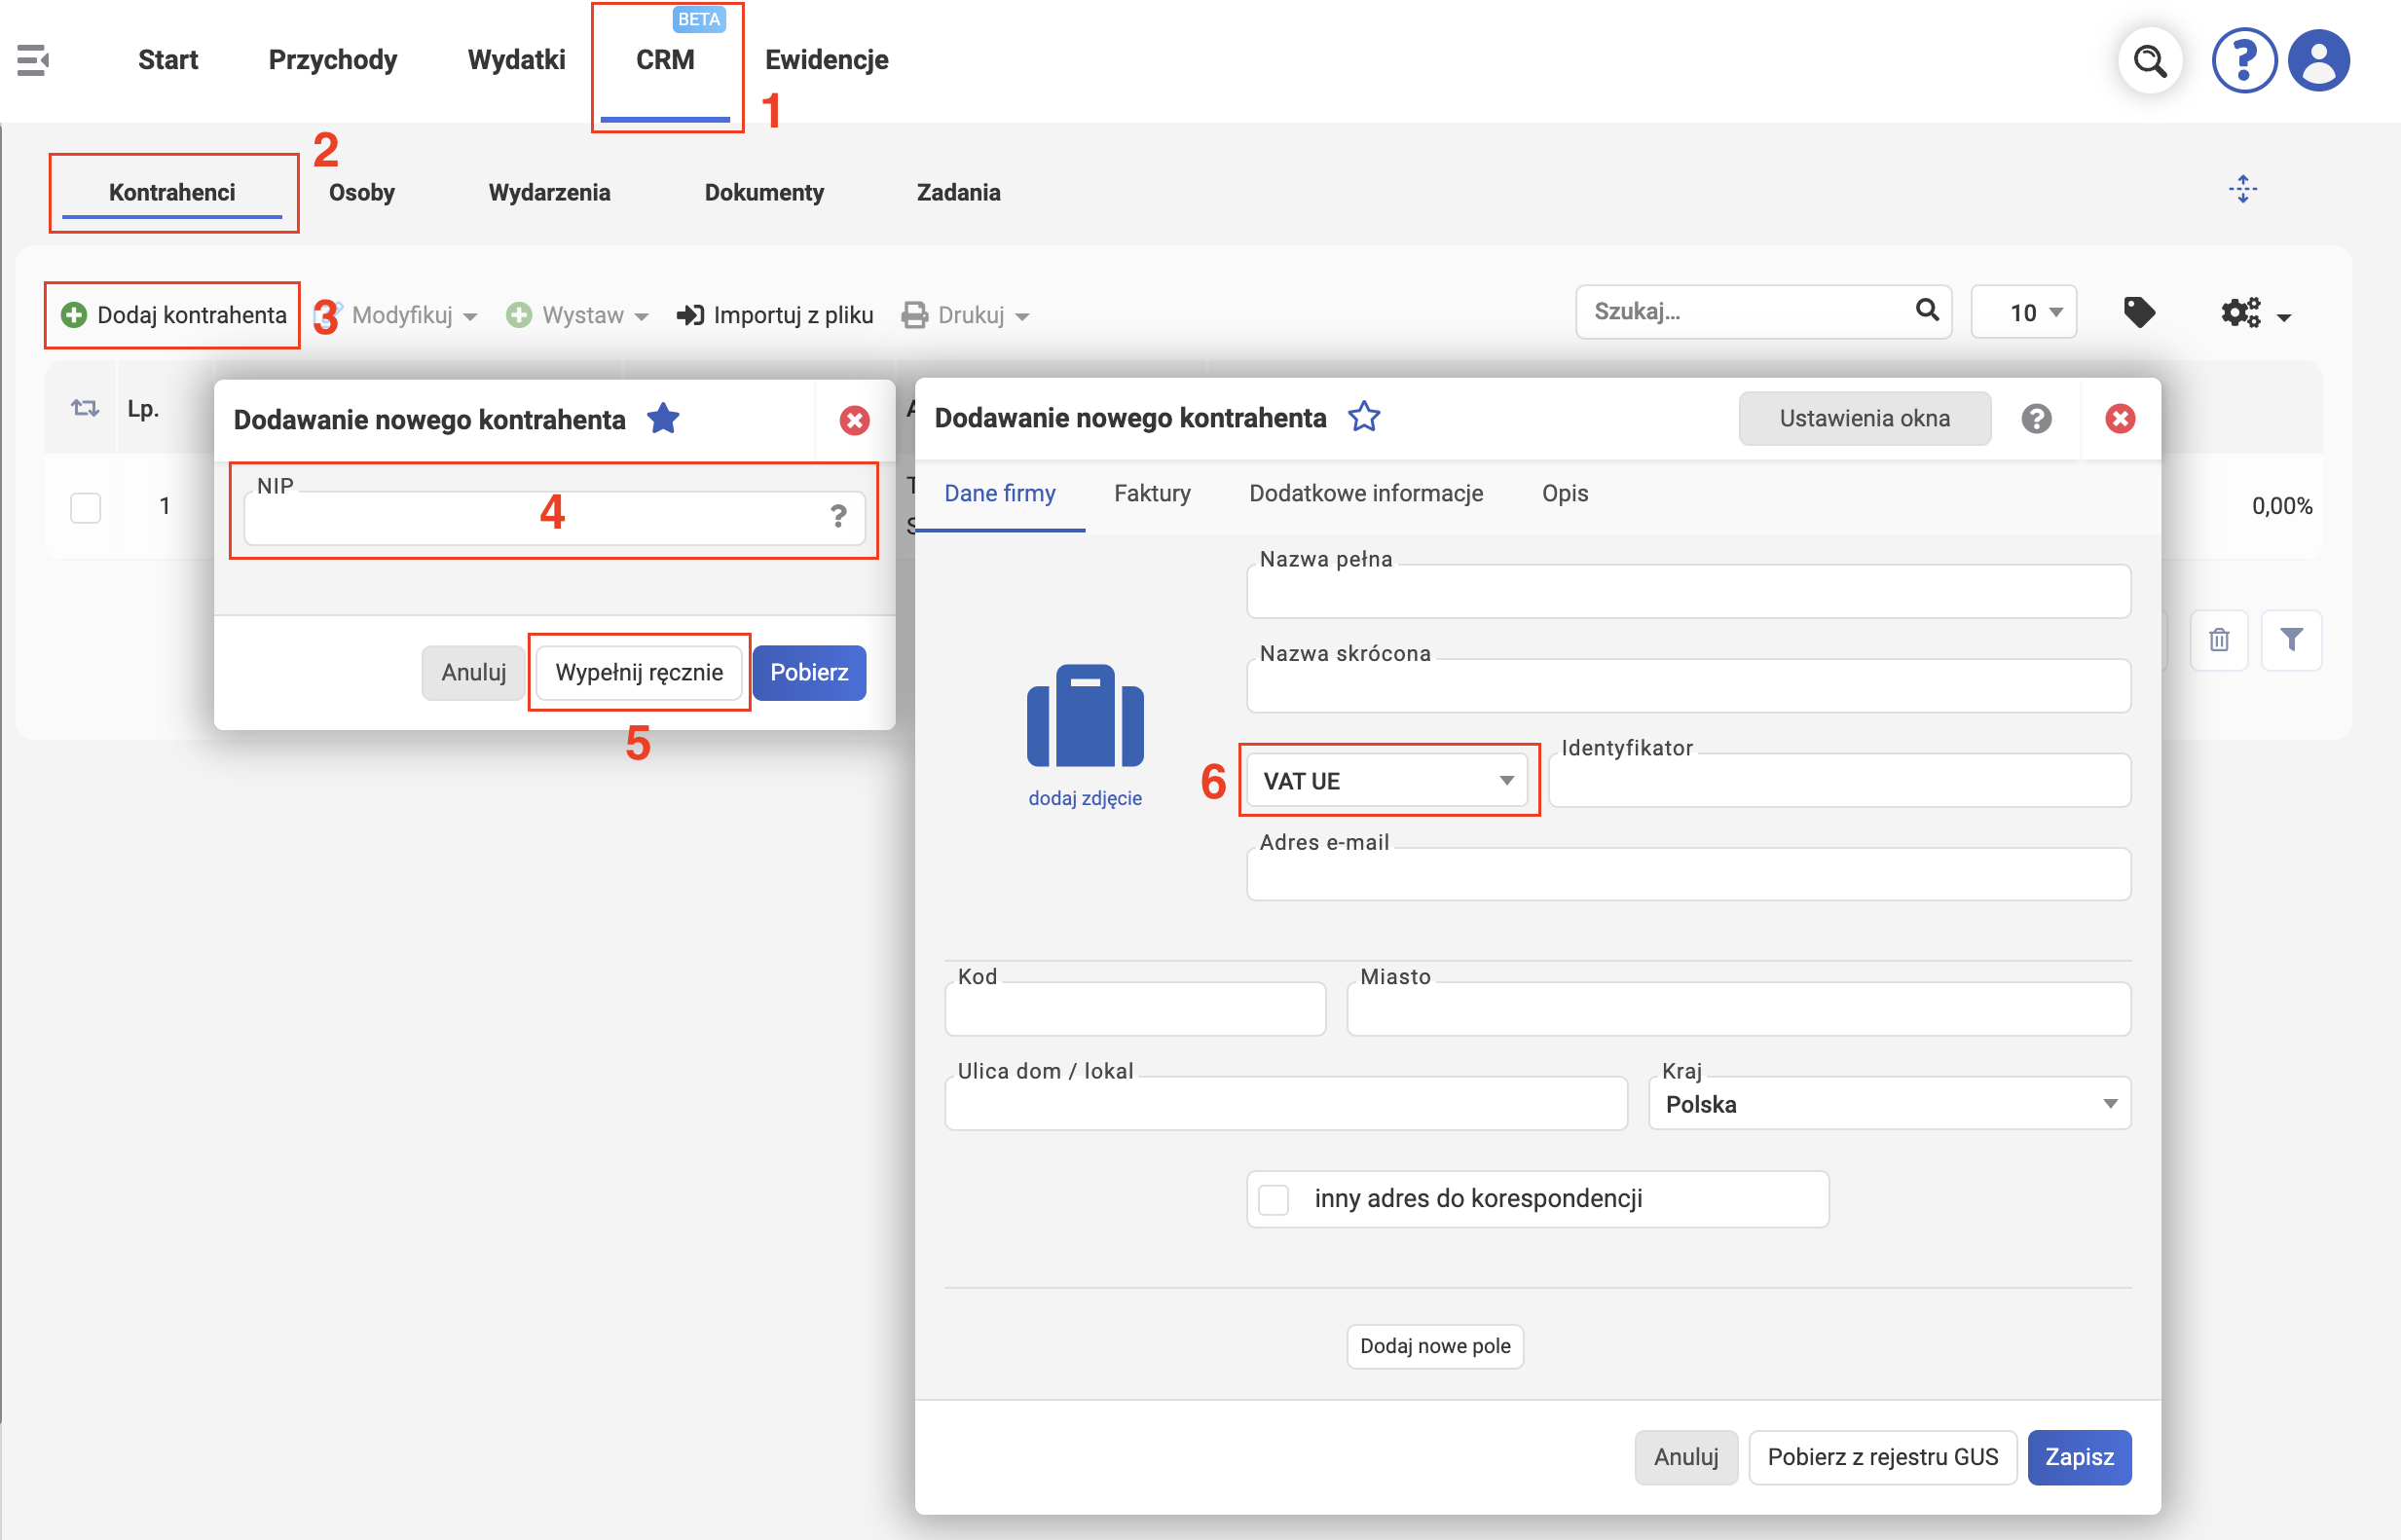 BETA
Start Przychody Wydatki CRM Ewidencje
1
2
Kontrahenci Osoby Wydarzenia Dokumenty Zadania
Dodaj kontrahenta 3 Modyfikuj Wystaw Importuj z pliku Drukuj Szukaj... 10
Lp.
1 0,00%
Dodawanie nowego kontrahenta
NIP
4 ?
Anuluj Wypełnij ręcznie Pobierz
5
Dodawanie nowego kontrahenta Ustawienia okna ?
Dane firmy Faktury Dodatkowe informacje Opis
Nazwa pełna
Nazwa skrócona
dodaj zdjęcie
6 VAT UE Identyfikator
Adres e-mail
Kod Miasto
Ulica dom / lokal Kraj
Polska
inny adres do korespondencji
Dodaj nowe pole
Anuluj Pobierz z rejestru GUS Zapisz